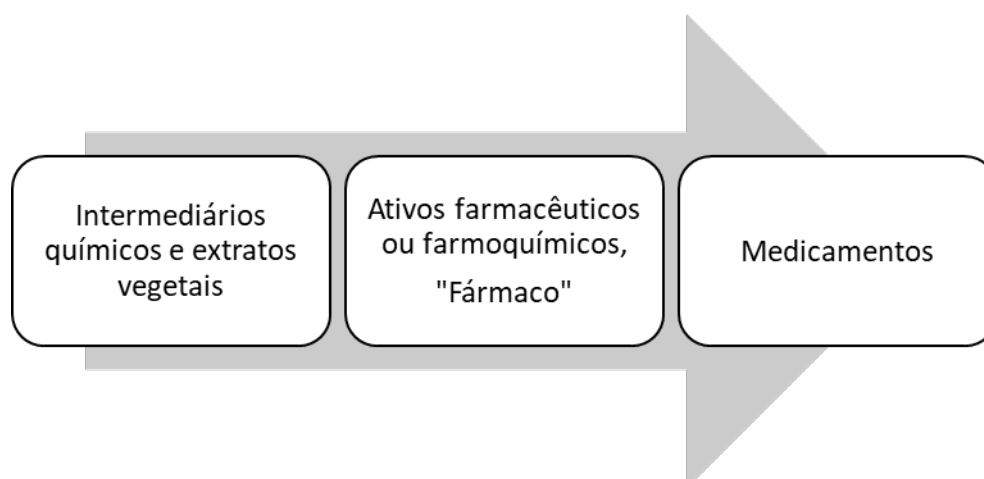 Intermediários
químicos e extratos
vegetais
Ativos farmacêuticos
ou farmoquímicos,
"Fármaco"
Medicamentos